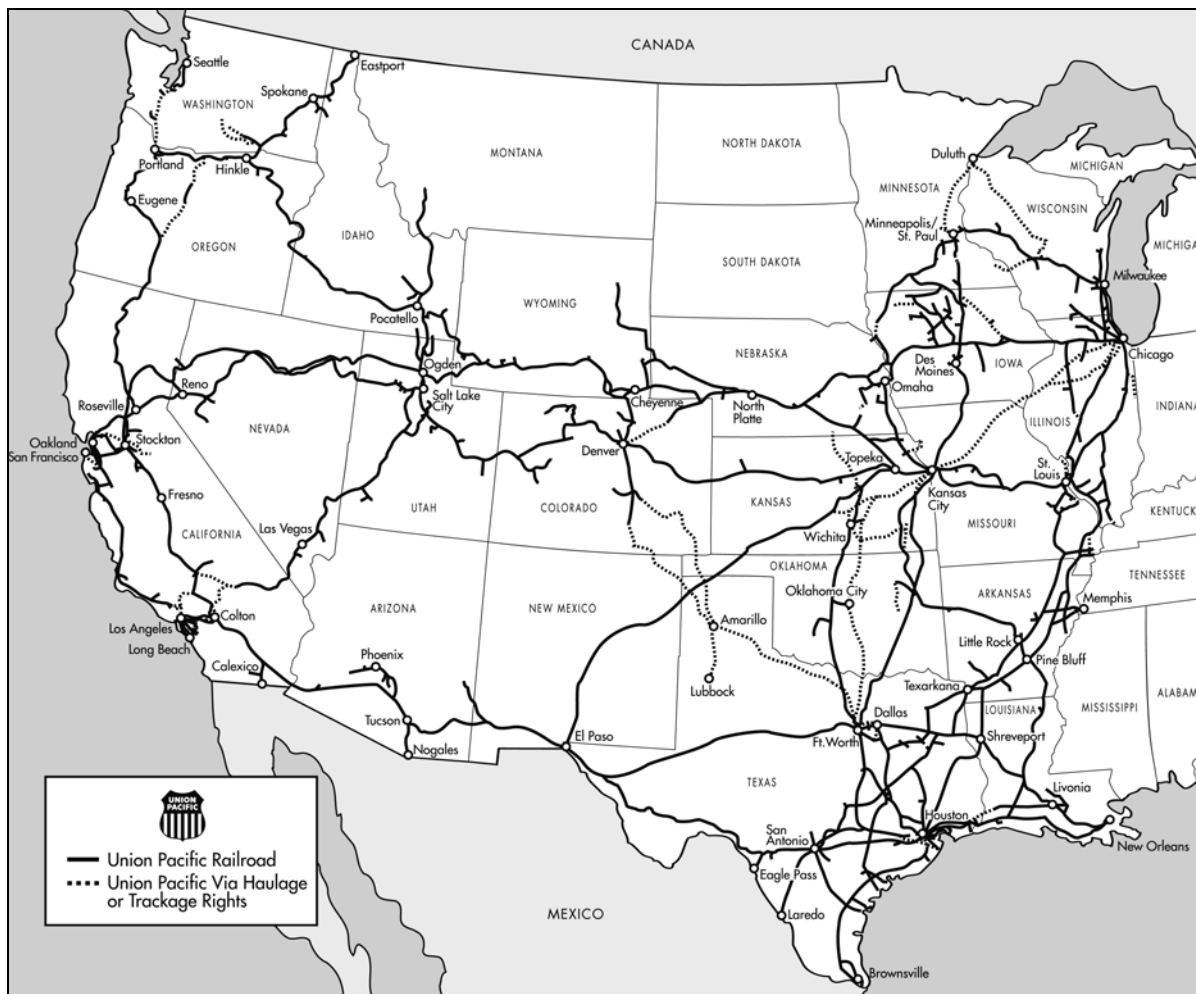 CANADA
Seattle
Eastport
Spokane
WASHINGTON
MONTANA
NORTH DAKOTA
Duluth
MICHIGAN
Portland
Hinkle
MINNESOTA
WISCONSIN
Eugene
Minneapolis/
St. Paul
MICHIGA
OREGON
IDAHO
SOUTH DAKOTA
Milwaukee
WYOMING
Pocatello
NEBRASKA
Chicago
Ogden
Des
Moines
IOWA
Reno
Salt Lake
City
Cheyenne
North
Platte
Omaha
Roseville
NEVADA
ILLINOIS
INDIANA
Oakland
San Francisco
Stockton
Denver
Topeka
St.
Louis
Fresno
UTAH
COLORADO
KANSAS
Kansas
City
MISSOURI
KENTUCK
CALIFORNIA
Las Vegas
Wichita
OKLAHOMA
TENNESSEE
ARIZONA
NEW MEXICO
Oklahoma City
ARKANSAS
Memphis
Colton
Los Angeles
Long Beach
Amarillo
Little Rock
Phoenix
Pine Bluff
Calexico
Lubbock
Texarkana
Tucson
LOUISIANA
MISSISSIPPI
ALABAM
Dallas
El Paso
Ft. Worth
Shreveport
Nogales
TEXAS
Livonia
Houston
San
Antonio
New Orleans
Eagle Pass
MEXICO
Laredo
Brownsville
UNION
PACIFIC
Union Pacific Railroad
Union Pacific Via Haulage
or Trackage Rights